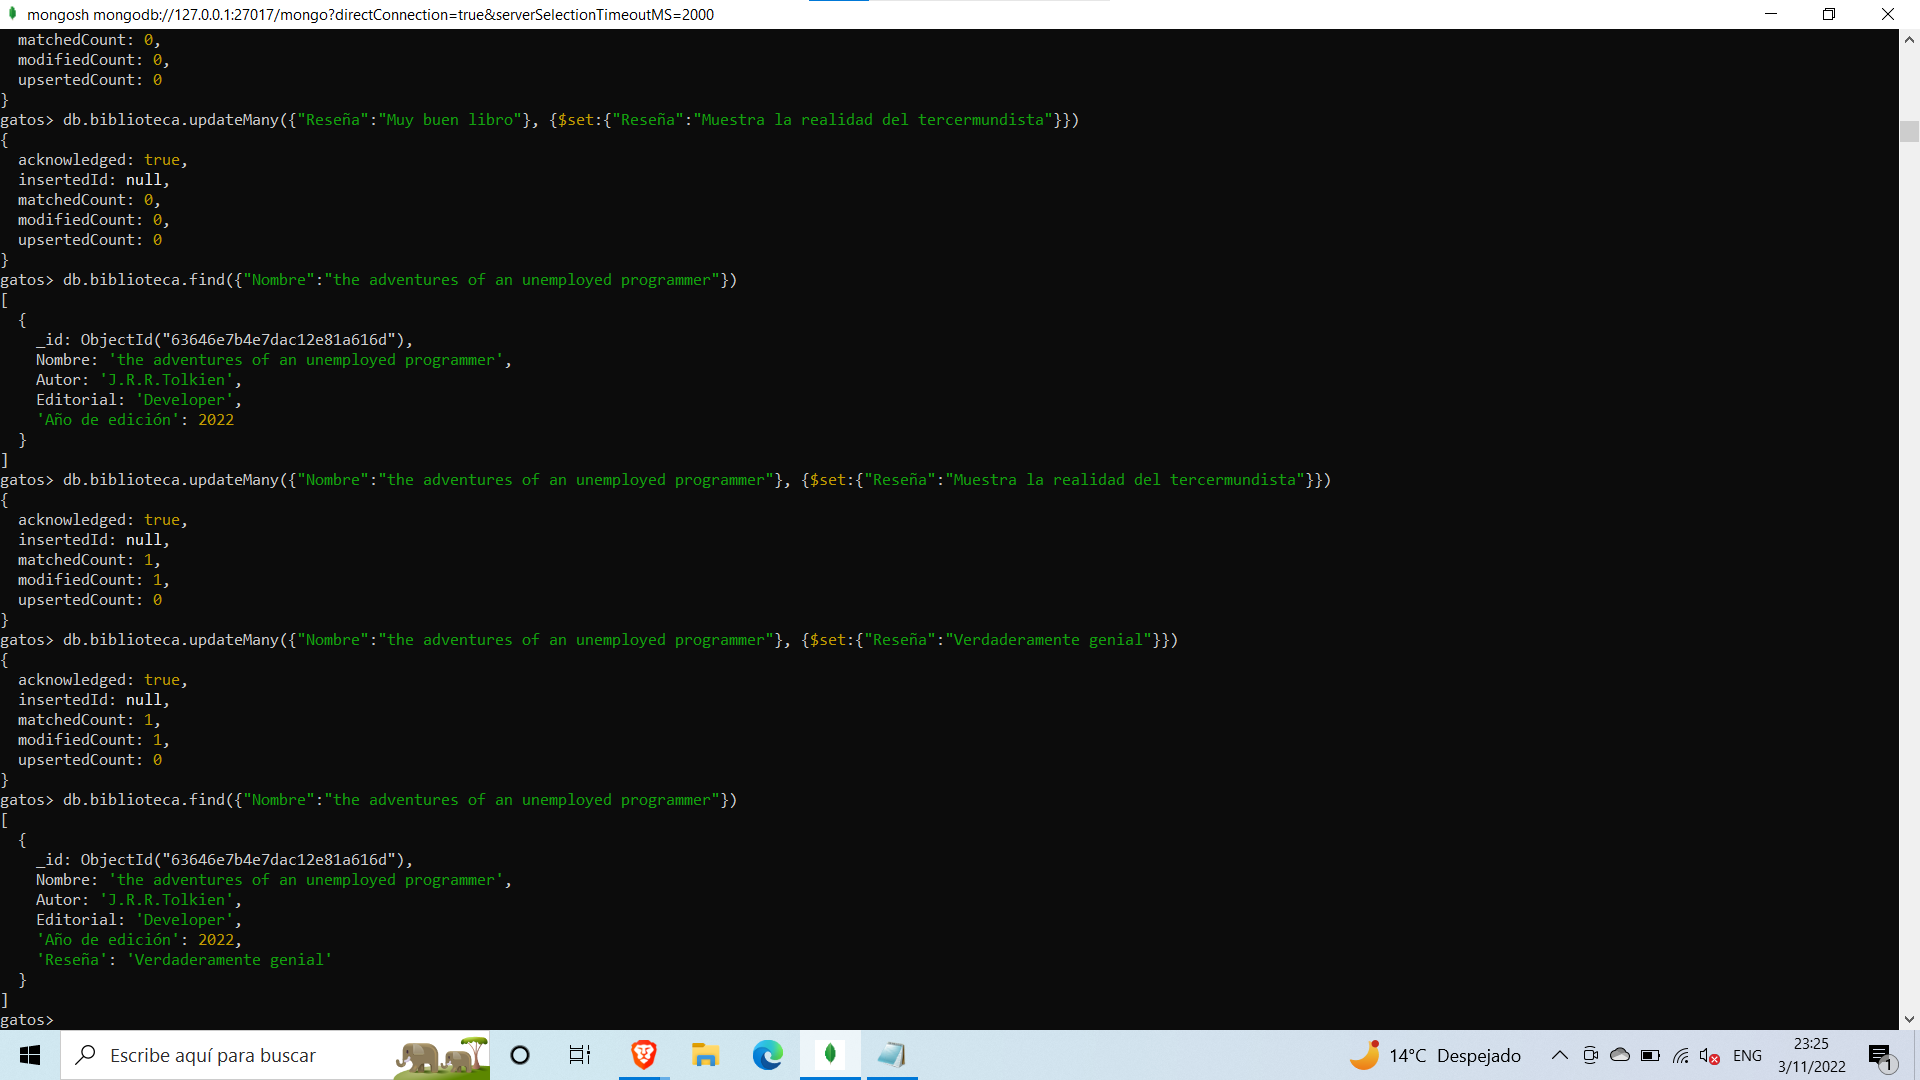 mongosh mongodb://127.0.0.1:27017/mongo?directConnection=true&serverSelectionTimeoutMS=2000
  matchedCount: 0,
  modifiedCount: 0,
  upsertedCount: 0
}
gatos> db.biblioteca.updateMany({"Reseña":"Muy buen libro"}, {$set:{"Reseña":"Muestra la realidad del tercermundista"}})
{
  acknowledged: true,
  insertedId: null,
  matchedCount: 0,
  modifiedCount: 0,
  upsertedCount: 0
}
gatos> db.biblioteca.find({"Nombre":"the adventures of an unemployed programmer"})
[
  {
    _id: ObjectId("63646e7b4e7dac12e81a616d"),
    Nombre: 'the adventures of an unemployed programmer',
    Autor: 'J.R.R.Tolkien',
    Editorial: 'Developer',
    'Año de edición': 2022
  }
]
gatos> db.biblioteca.updateMany({"Nombre":"the adventures of an unemployed programmer"}, {$set:{"Reseña":"Muestra la realidad del tercermundista"}})
{
  acknowledged: true,
  insertedId: null,
  matchedCount: 1,
  modifiedCount: 1,
  upsertedCount: 0
}
gatos> db.biblioteca.updateMany({"Nombre":"the adventures of an unemployed programmer"}, {$set:{"Reseña":"Verdaderamente genial"}})
{
  acknowledged: true,
  insertedId: null,
  matchedCount: 1,
  modifiedCount: 1,
  upsertedCount: 0
}
gatos> db.biblioteca.find({"Nombre":"the adventures of an unemployed programmer"})
[
  {
    _id: ObjectId("63646e7b4e7dac12e81a616d"),
    Nombre: 'the adventures of an unemployed programmer',
    Autor: 'J.R.R.Tolkien',
    Editorial: 'Developer',
    'Año de edición': 2022,
    'Reseña': 'Verdaderamente genial'
  }
]
gatos>
Escribe aquí para buscar
14°C Despejado
ENG
23:25
3/11/2022
1